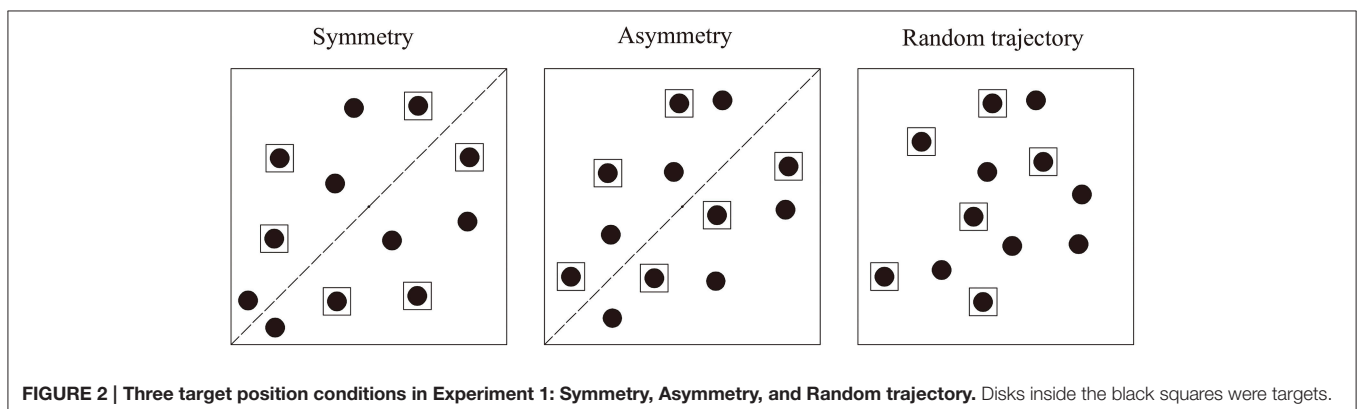 Symmetry
Asymmetry
Random trajectory
FIGURE 2 | Three target position conditions in Experiment 1: Symmetry, Asymmetry, and Random trajectory. Disks inside the black squares were targets.